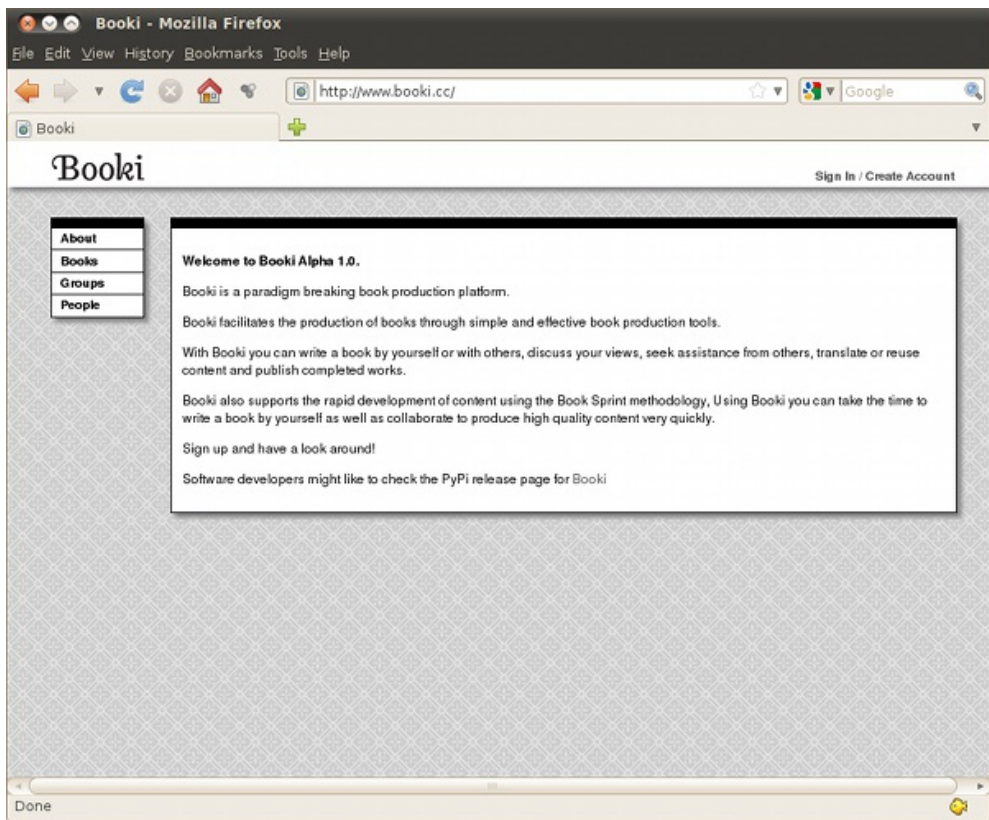 Booki - Mozilla Firefox
File Edit View History Bookmarks Tools Help
http://www.booki.cc/ Google
Booki
Booki
Sign In / Create Account
About
Books
Groups
People
Welcome to Booki Alpha 1.0.
Booki is a paradigm breaking book production platform.
Booki facilitates the production of books through simple and effective book production tools.
With Booki you can write a book by yourself or with others, discuss your views, seek assistance from others, translate or reuse
content and publish completed works.
Booki also supports the rapid development of content using the Book Sprint methodology, Using Booki you can take the time to
write a book by yourself as well as collaborate to produce high quality content very quickly.
Sign up and have a look around!
Software developers might like to check the PyPi release page for Booki
Done